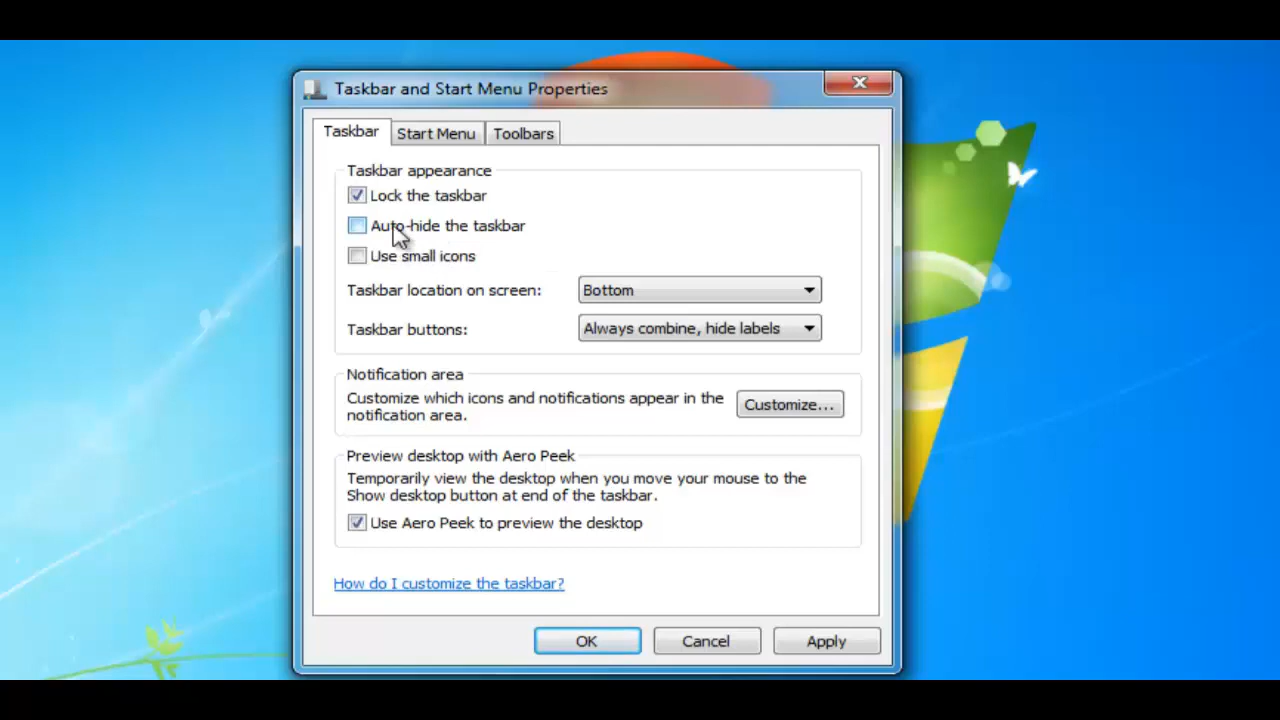 Taskbar and Start Menu Properties
Taskbar
Start Menu
Toolbars
Taskbar appearance
Lock the taskbar
Auto-hide the taskbar
Use small icons
Taskbar location on screen:
Bottom
Taskbar buttons:
Always combine, hide labels
Notification area
Customize which icons and notifications appear in the
notification area.
Customize...
Preview desktop with Aero Peek
Temporarily view the desktop when you move your mouse to the
Show desktop button at end of the taskbar.
Use Aero Peek to preview the desktop
How do I customize the taskbar?
OK
Cancel
Apply